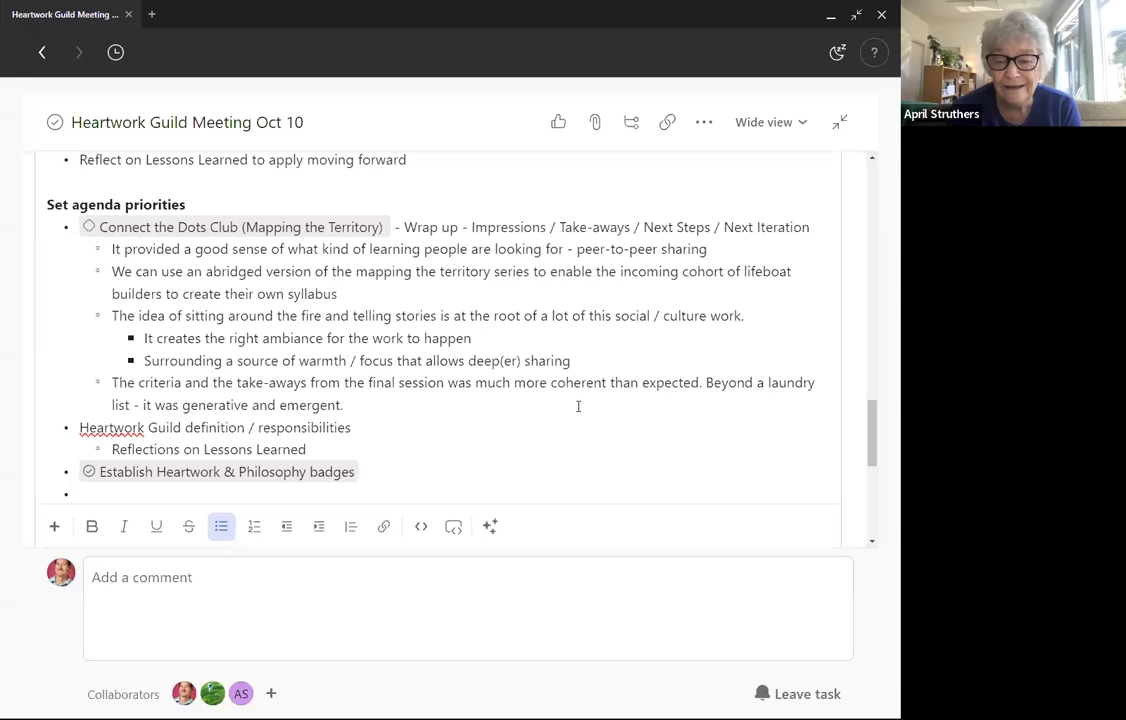 Heartwork Guild Meeting ...
Heartwork Guild Meeting Oct 10
Wide view
Reflect on Lessons Learned to apply moving forward
Set agenda priorities
Connect the Dots Club (Mapping the Territory) - Wrap up - Impressions / Take-aways / Next Steps / Next Iteration
It provided a good sense of what kind of learning people are looking for - peer-to-peer sharing
We can use an abridged version of the mapping the territory series to enable the incoming cohort of lifeboat
builders to create their own syllabus
The idea of sitting around the fire and telling stories is at the root of a lot of this social / culture work.
It creates the right ambiance for the work to happen
Surrounding a source of warmth / focus that allows deep(er) sharing
The criteria and the take-aways from the final session was much more coherent than expected. Beyond a laundry
list - it was generative and emergent.
Heartwork Guild definition / responsibilities
Reflections on Lessons Learned
Establish Heartwork & Philosophy badges
B I U S
Add a comment
Collaborators AS
Leave task
April Struthers